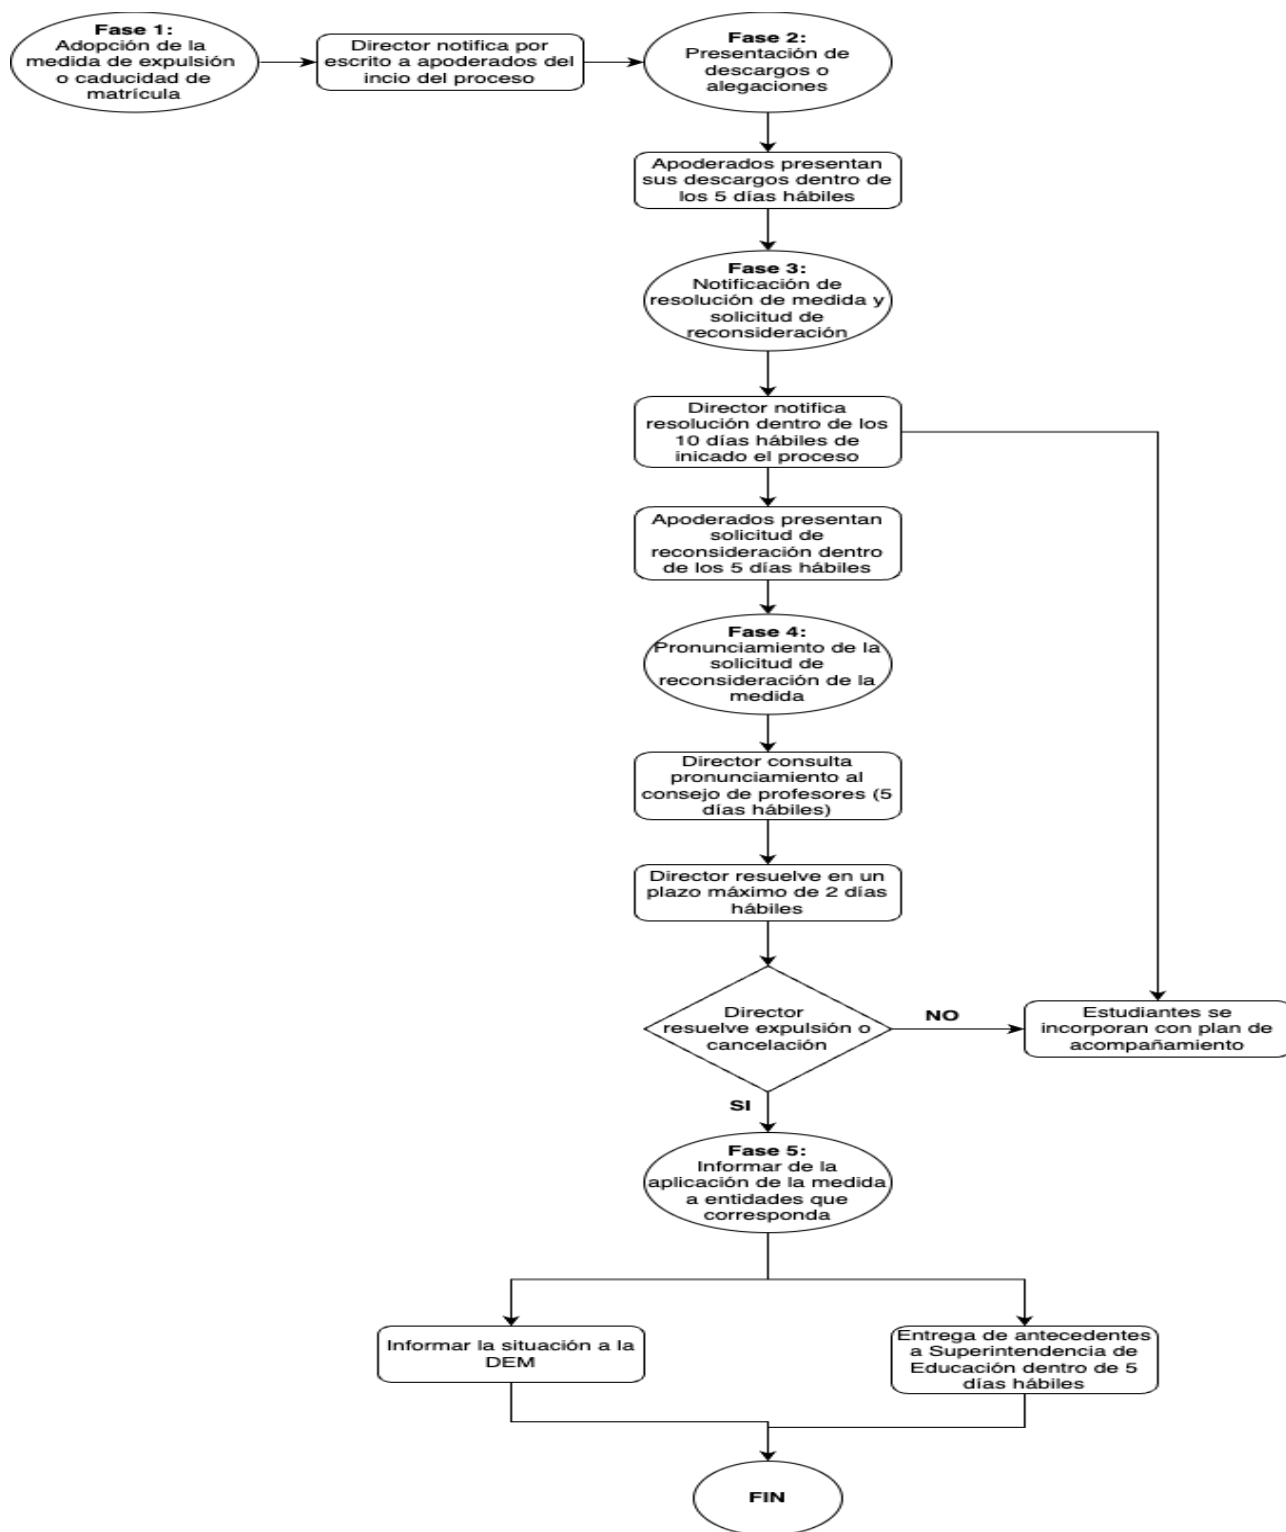 Fase 1:
Adopción de la
medida de expulsión
o caducidad de
matrícula
Director notifica por
escrito a apoderados del
incio del proceso
Fase 2:
Presentación de
descargos o
alegaciones
Apoderados presentan
sus descargos dentro de
los 5 días hábiles
Fase 3:
Notificación de
resolución de medida y
solicitud de
reconsideración
Director notifica
resolución dentro de los
10 días hábiles de
inicado el proceso
Apoderados presentan
solicitud de
reconsideración dentro
de los 5 días hábiles
Fase 4:
Pronunciamiento de la
solicitud de
reconsideración de la
medida
Director consulta
pronunciamiento al
consejo de profesores (5
días hábiles)
Director resuelve en un
plazo máximo de 2 días
hábiles
Director
resuelve expulsión o
cancelación
NO
Estudiantes se
incorporan con plan de
acompañamiento
SI
Fase 5:
Informar de la
aplicación de la medida
a entidades que
corresponda
Informar la situación a la
DEM
Entrega de antecedentes
a Superintendencia de
Educación dentro de 5
días hábiles
FIN